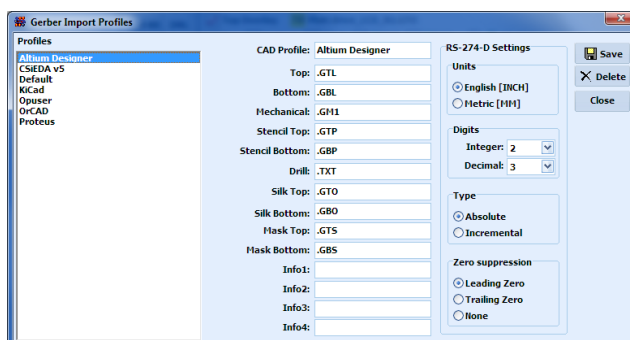 Gerber Import Profiles
Profiles
Altium Designer
CSiEDA v5
Default
KiCad
Opuser
OrCAD
Proteus
CAD Profile: Altium Designer
Top: .GTL
Bottom: .GBL
Mechanical: .GM1
Stencil Top: .GTP
Stencil Bottom: .GBP
Drill: .TXT
Silk Top: .GTO
Silk Bottom: .GBO
Mask Top: .GTS
Mask Bottom: .GBS
Info1:
Info2:
Info3:
Info4:
RS-274-D Settings
Units
English [INCH]
Metric [MM]
Digits
Integer: 2
Decimal: 3
Type
Absolute
Incremental
Zero suppression
Leading Zero
Trailing Zero
None
Save
Delete
Close